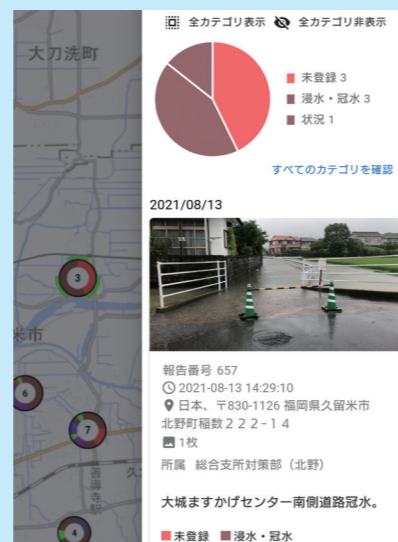 全カテゴリ表示 全カテゴリ非表示
大刀洗町
未登録 3
浸水・冠水 3
状況 1
すべてのカテゴリを確認
2021/08/13
3
米市
6
7
善導寺駅
久
4
報告番号 657
2021-08-13 14:29:10
日本、〒830-1126 福岡県久留米市
北野町稲数222-14
1枚
所属 総合支所対策部（北野）
大城ますかげセンター南側道路冠水。
未登録 浸水・冠水